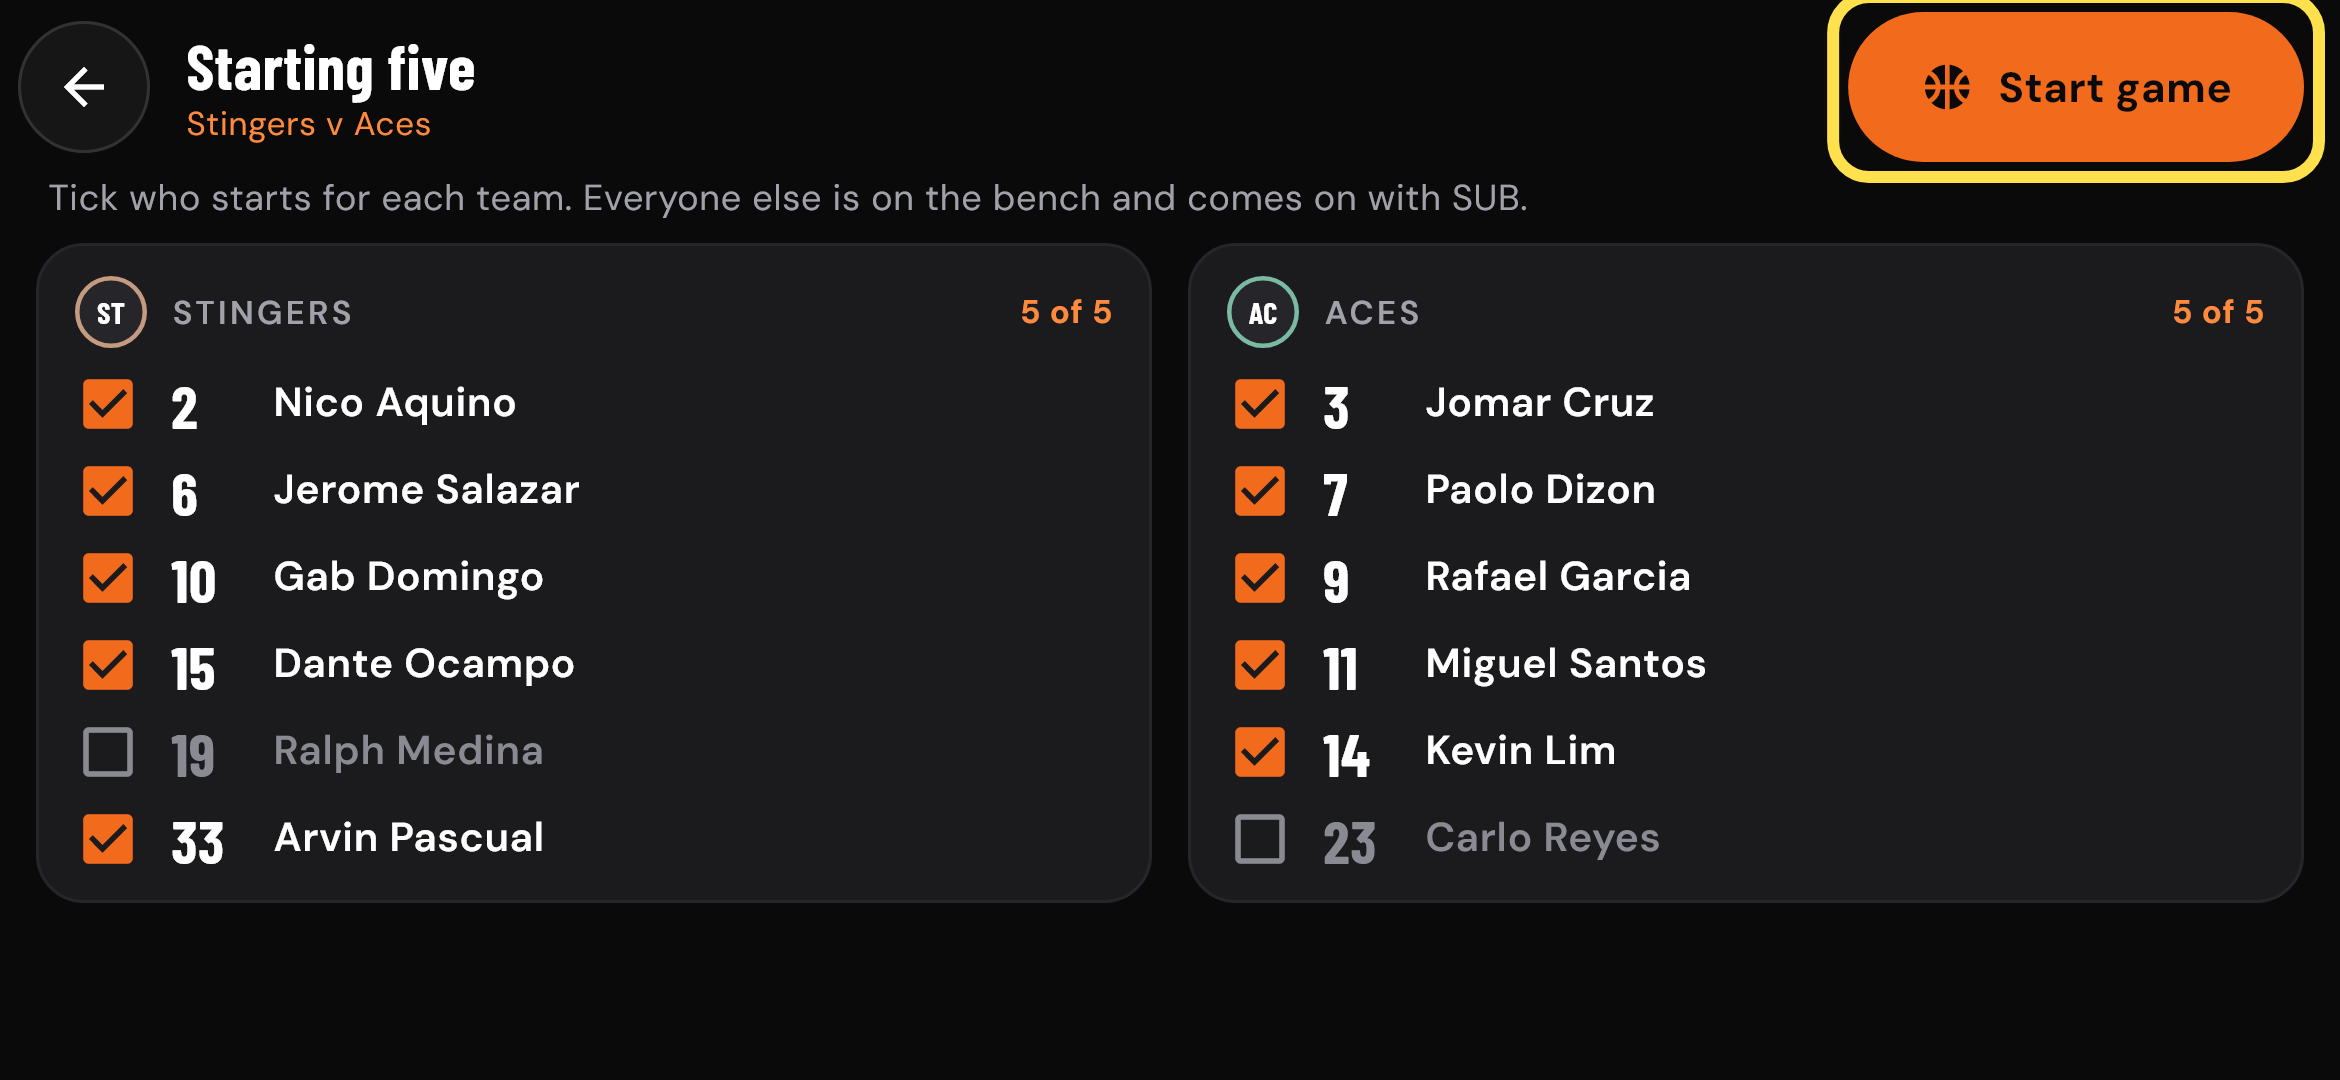 Starting five
Stingers v Aces
Start game
Tick who starts for each team. Everyone else is on the bench and comes on with SUB.
ST STINGERS 5 of 5
2 Nico Aquino
6 Jerome Salazar
10 Gab Domingo
15 Dante Ocampo
19 Ralph Medina
33 Arvin Pascual
AC ACES 5 of 5
3 Jomar Cruz
7 Paolo Dizon
9 Rafael Garcia
11 Miguel Santos
14 Kevin Lim
23 Carlo Reyes